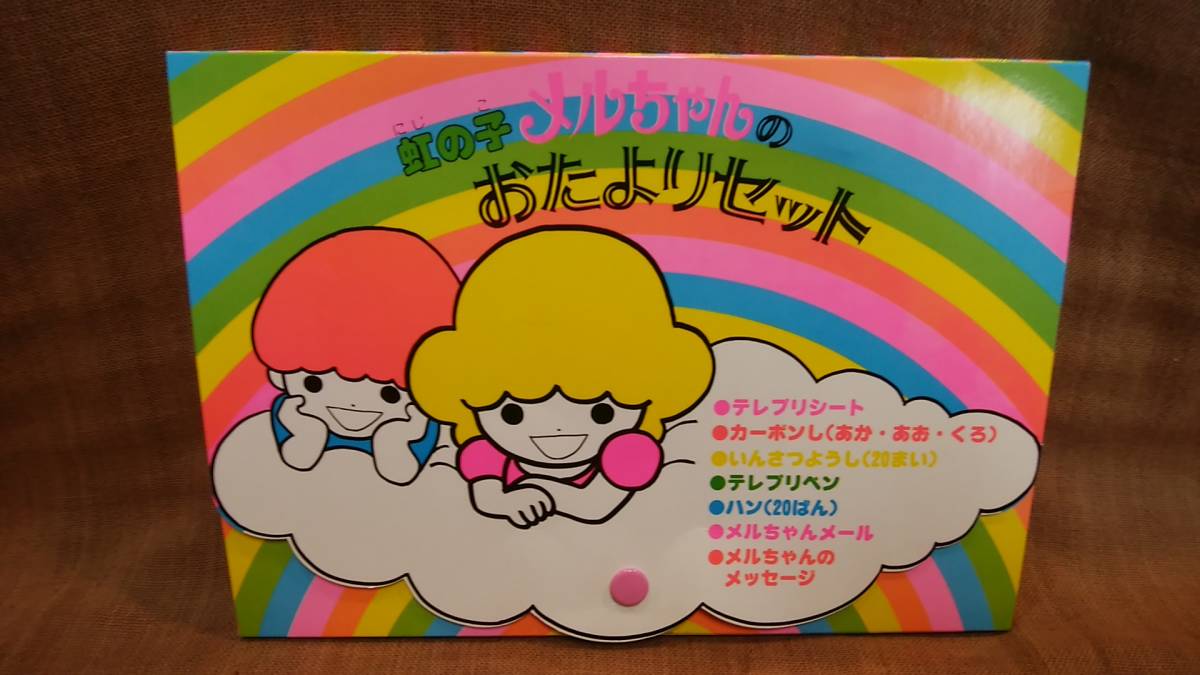 にじ こ
虹の子メルちゃんの
おたよりセット
●テレプリシート
●カーボンし(あか・あお・くろ)
●いんさつようし(20まい)
●テレプリペン
●ハン(20ぱん)
●メルちゃんメール
●メルちゃんの
メッセージ